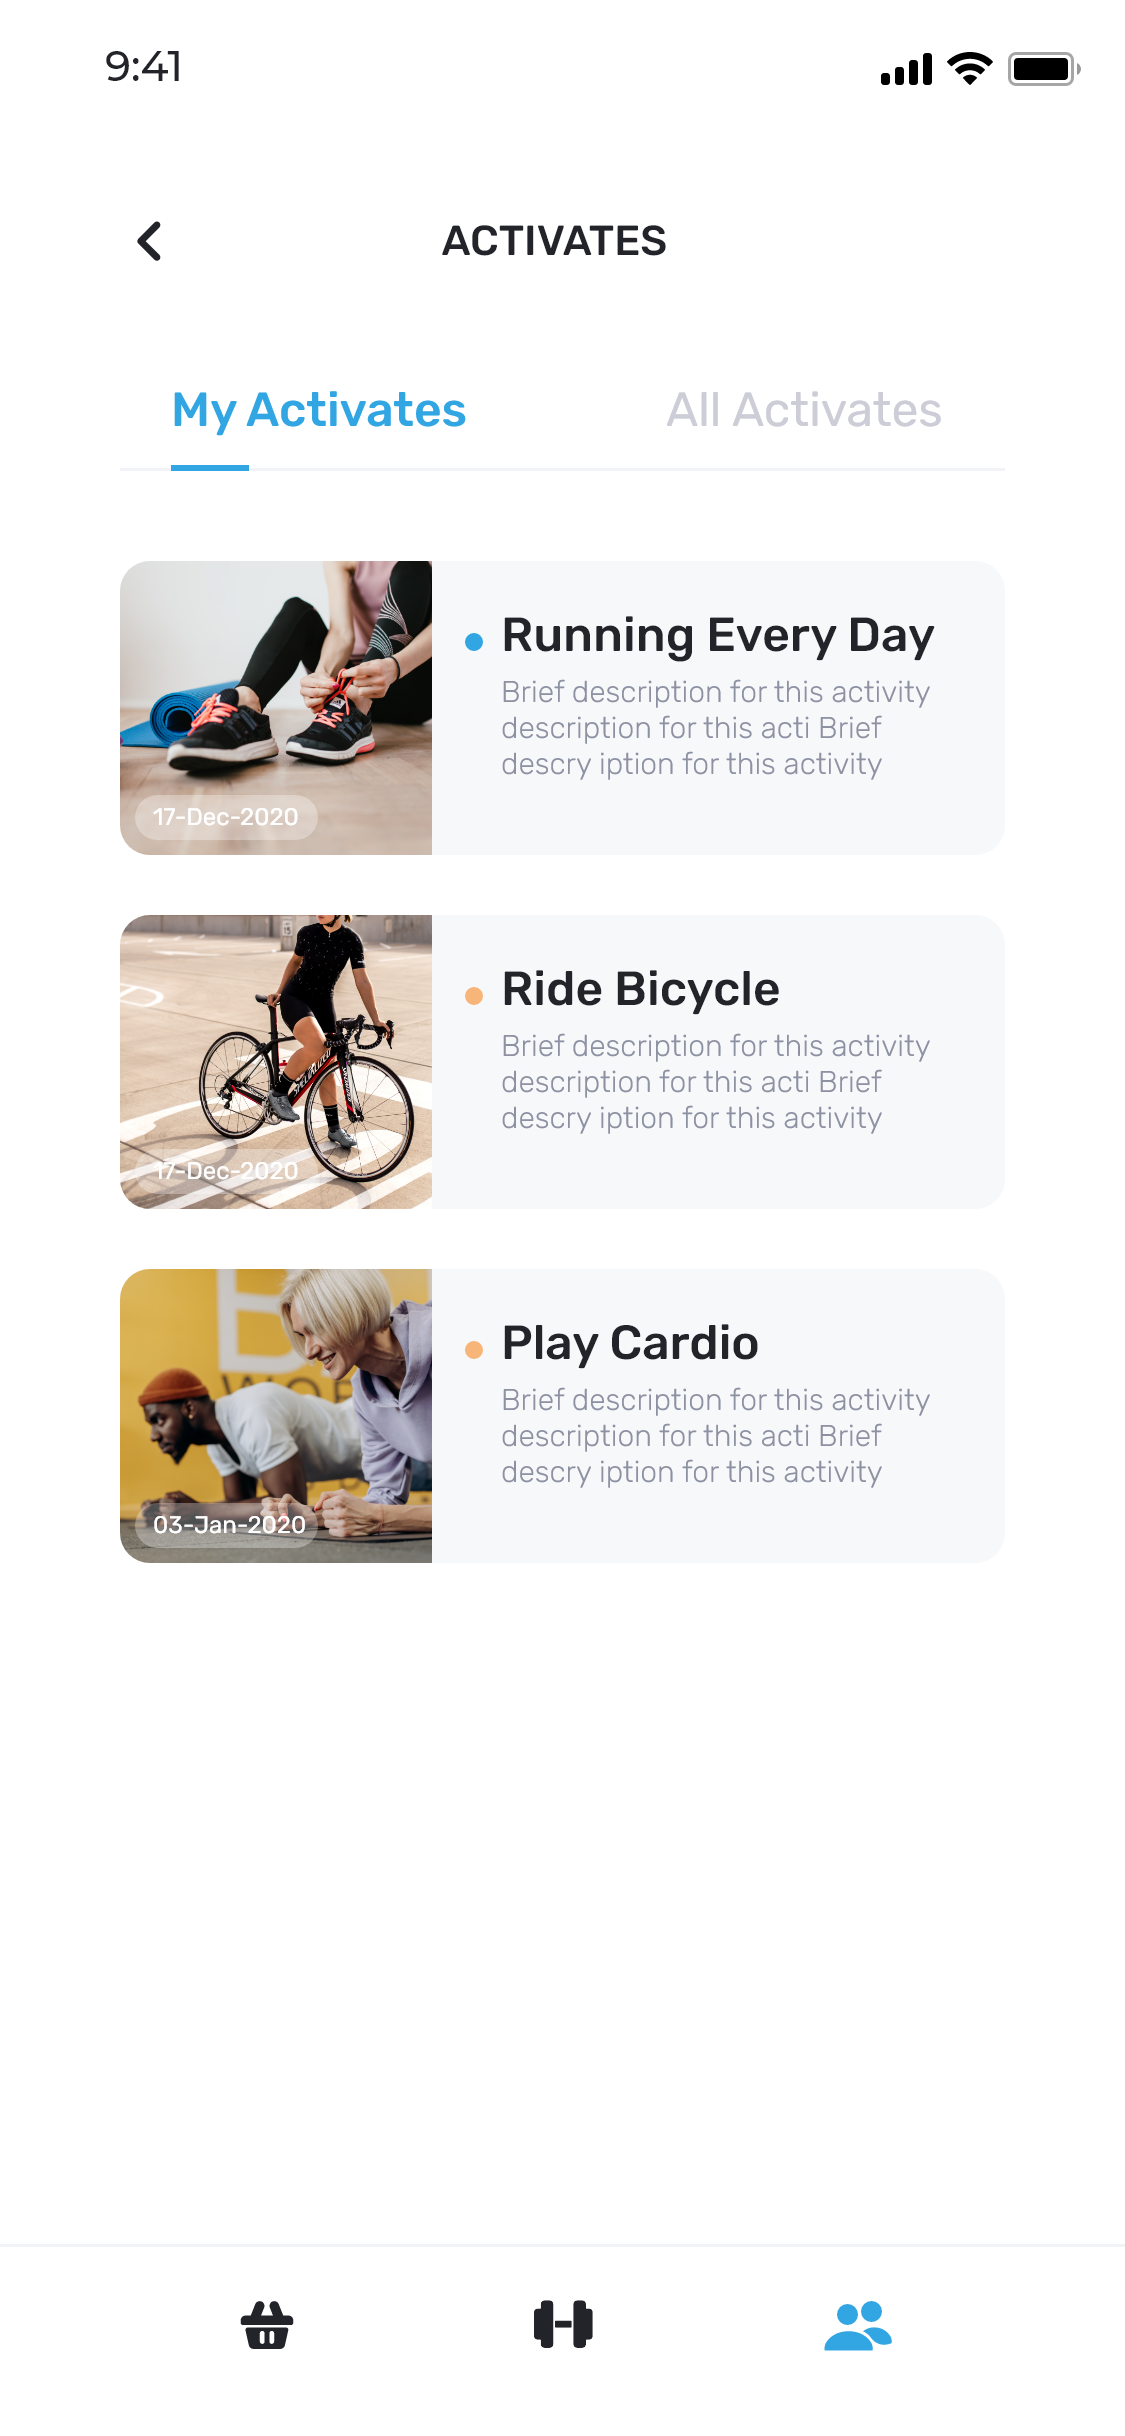 9:41
ACTIVATES
My Activates
All Activates
Running Every Day
Brief description for this activity
description for this acti Brief
descry iption for this activity
17-Dec-2020
Ride Bicycle
Brief description for this activity
description for this acti Brief
descry iption for this activity
SPECIALIZED
17-Dec-2020
Play Cardio
Brief description for this activity
description for this acti Brief
descry iption for this activity
03-Jan-2020